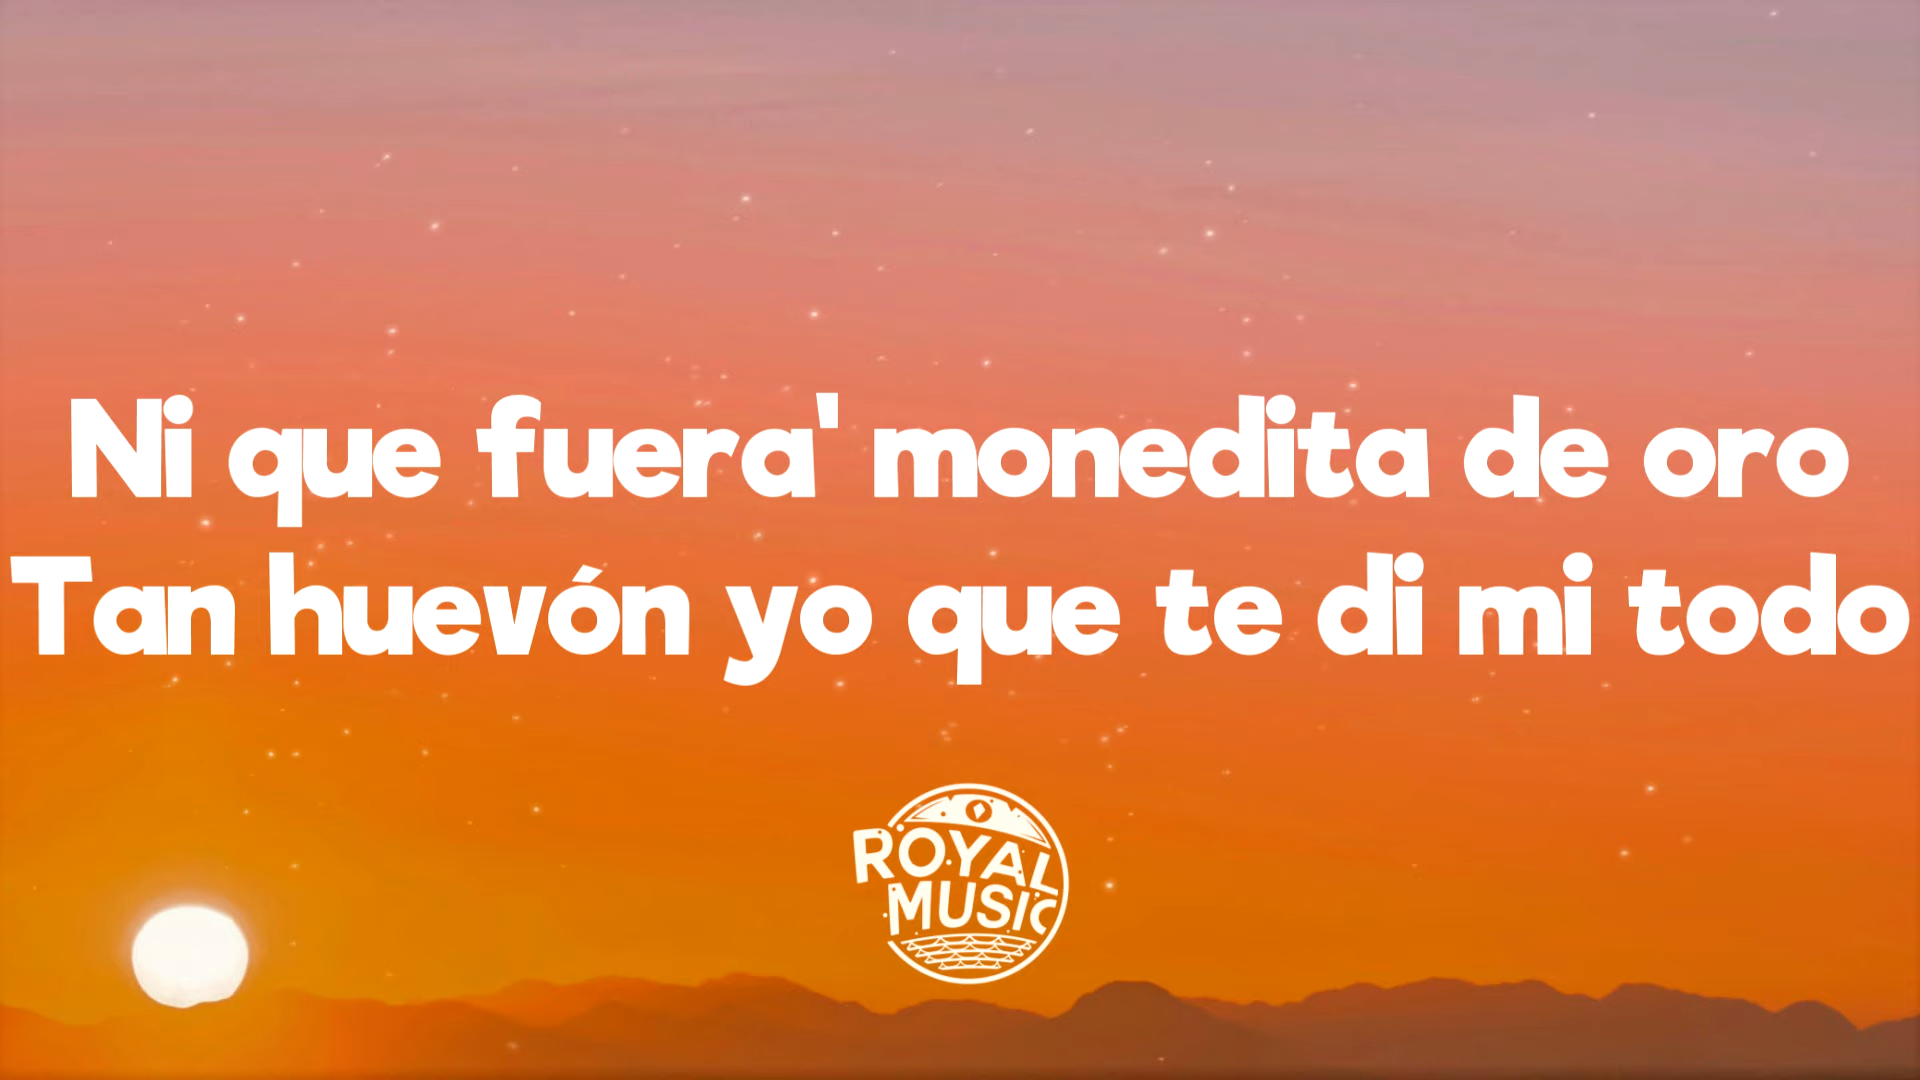 Ni que fuera' monedita de oro
Tan huevón yo que te di mi todo
ROYAL
MUSIC